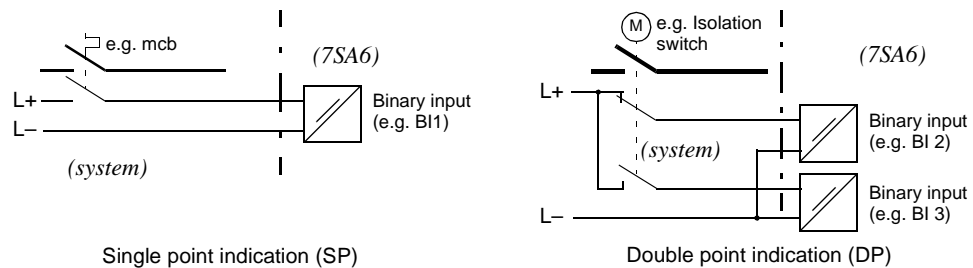 e.g. mcb
(7SA6)
L+
L–
Binary input
(e.g. BI1)
(system)
Single point indication (SP)
M
e.g. Isolation
switch
(7SA6)
L+
Binary input
(e.g. BI 2)
(system)
Binary input
(e.g. BI 3)
L–
Double point indication (DP)